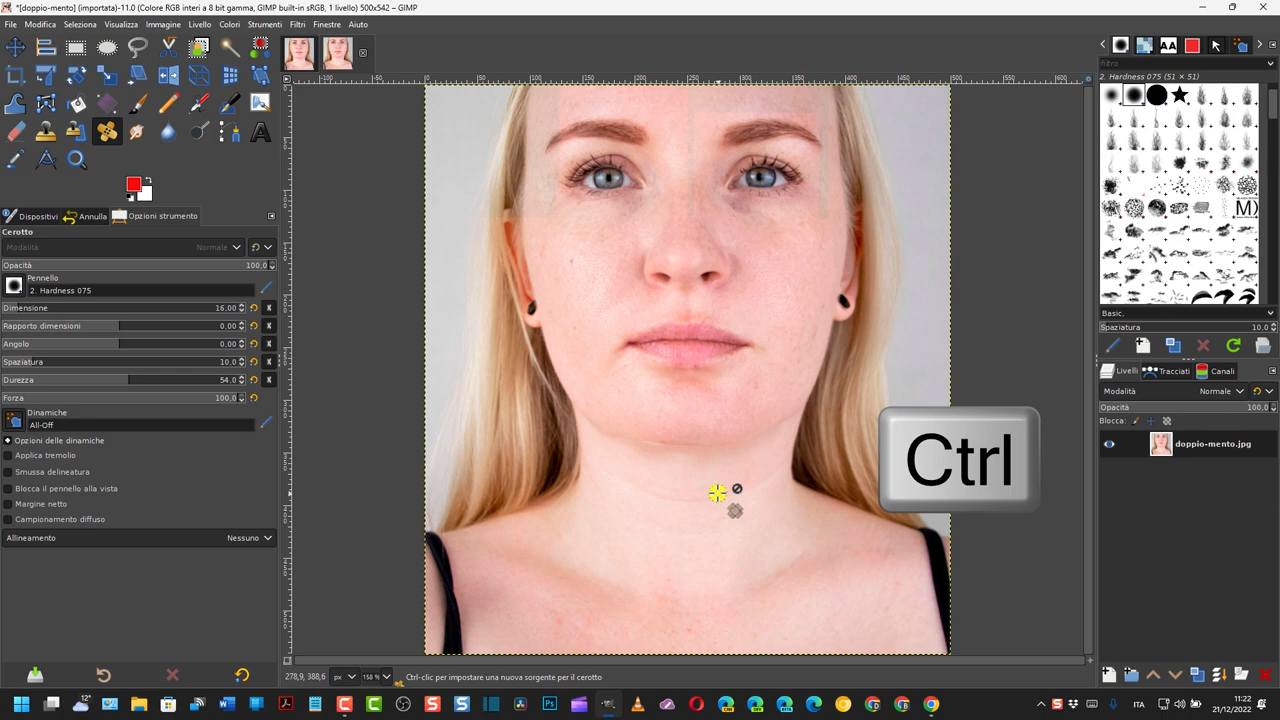 *[doppio-mento] (importata)-11.0 (Colore RGB interi a 8 bit gamma, GIMP built-in sRGB, 1 livello) 500x542 – GIMP
File Modifica Seleziona Visualizza Immagine Livello Colori Strumenti Filtri Finestre Aiuto
filtro
2. Hardness 075 (51 × 51)
Dispositivi Annulla Opzioni strumento
Cerotto
Modalità Normale
Opacità 100,0
Pennello
2. Hardness 075
Dimensione 16,00
Rapporto dimensioni 0,00
Angolo 0,00
Spaziatura 10,0
Durezza 54,0
Forza 100,0
Dinamiche
All-Off
Opzioni delle dinamiche
Applica tremolio
Smussa delineatura
Blocca il pennello alla vista
Margine netto
Campionamento diffuso
Allineamento Nessuno
Ctrl
Basic,
Spaziatura 10,0
Livelli Tracciati Canali
Modalità Normale
Opacità 100,0
Blocca:
doppio-mento.jpg
278,9, 388,6 px 158 % Ctrl-clic per impostare una nuova sorgente per il cerotto
12°
ITA
11:22
21/12/2022